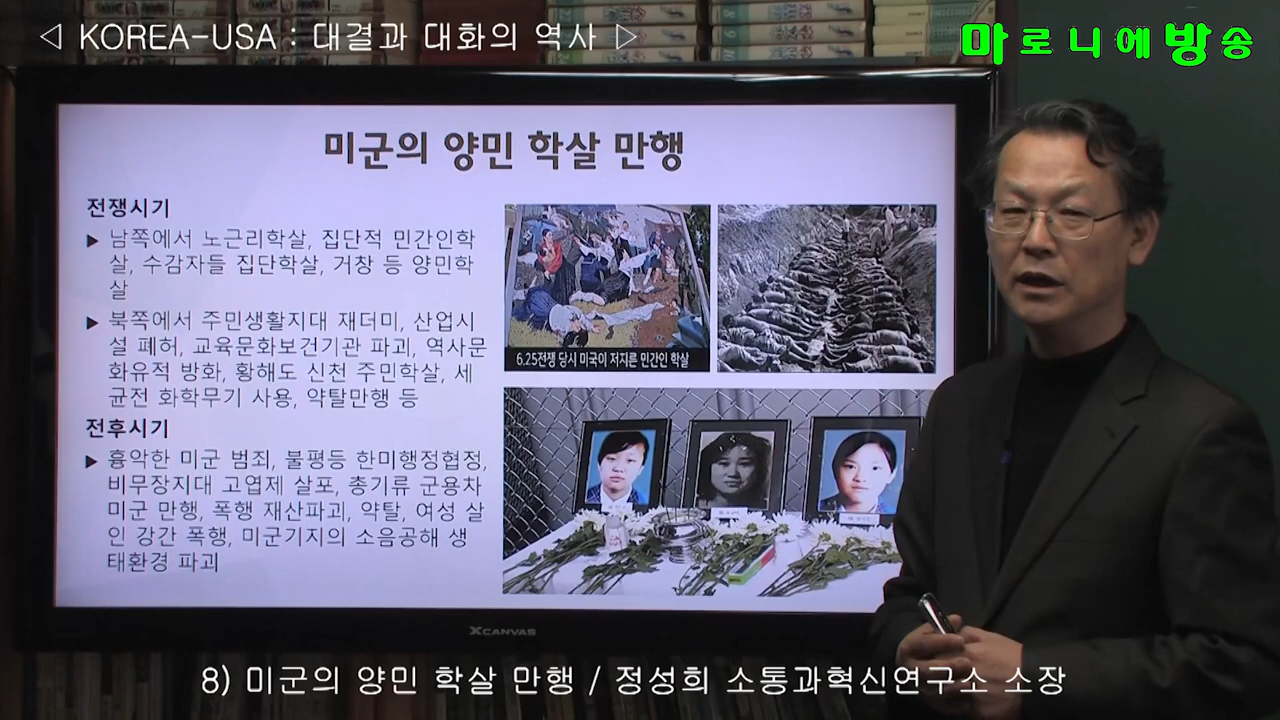 ◁ KOREA-USA : 대결과 대화의 역사 ▷
마로니에방송
미군의 양민 학살 만행
전쟁시기
▶ 남쪽에서 노근리학살, 집단적 민간인학
살, 수감자들 집단학살, 거창 등 양민학
살
▶ 북쪽에서 주민생활지대 재더미, 산업시
설 폐허, 교육문화보건기관 파괴, 역사문
화유적 방화, 황해도 신천 주민학살, 세
균전 화학무기 사용, 약탈만행 등
전후시기
▶ 흉악한 미군 범죄, 불평등 한미행정협정,
비무장지대 고엽제 살포, 총기류 군용차
미군 만행, 폭행 재산파괴, 약탈, 여성 살
인 강간 폭행, 미군기지의 소음공해 생
태환경 파괴
6.25전쟁 당시 미국이 저지른 민간인 학살
XCANVAS
8) 미군의 양민 학살 만행 / 정성희 소통과혁신연구소 소장